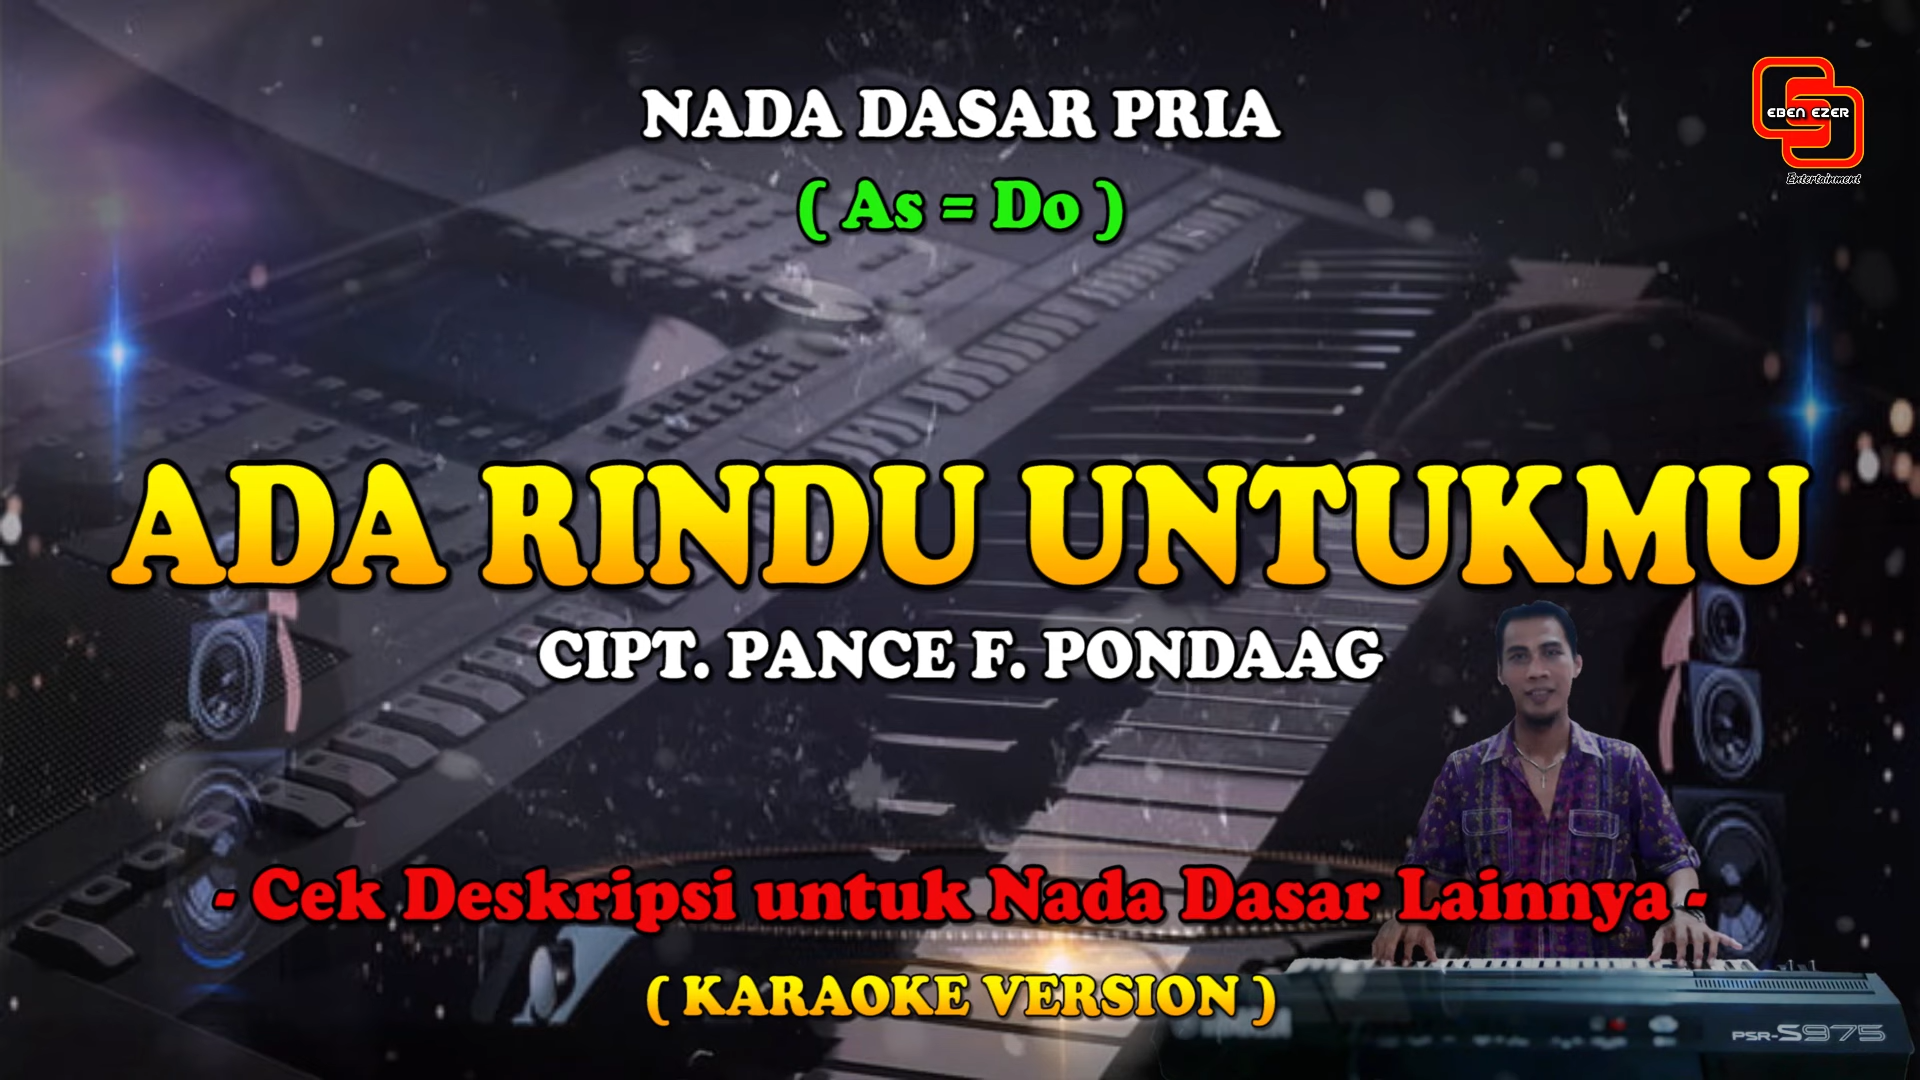 NADA DASAR PRIA
( As = Do )
EBEN EZER
Entertainment
ADA RINDU UNTUKMU
CIPT. PANCE F. PONDAAG
- Cek Deskripsi untuk Nada Dasar Lainnya -
( KARAOKE VERSION )
PSR-S975